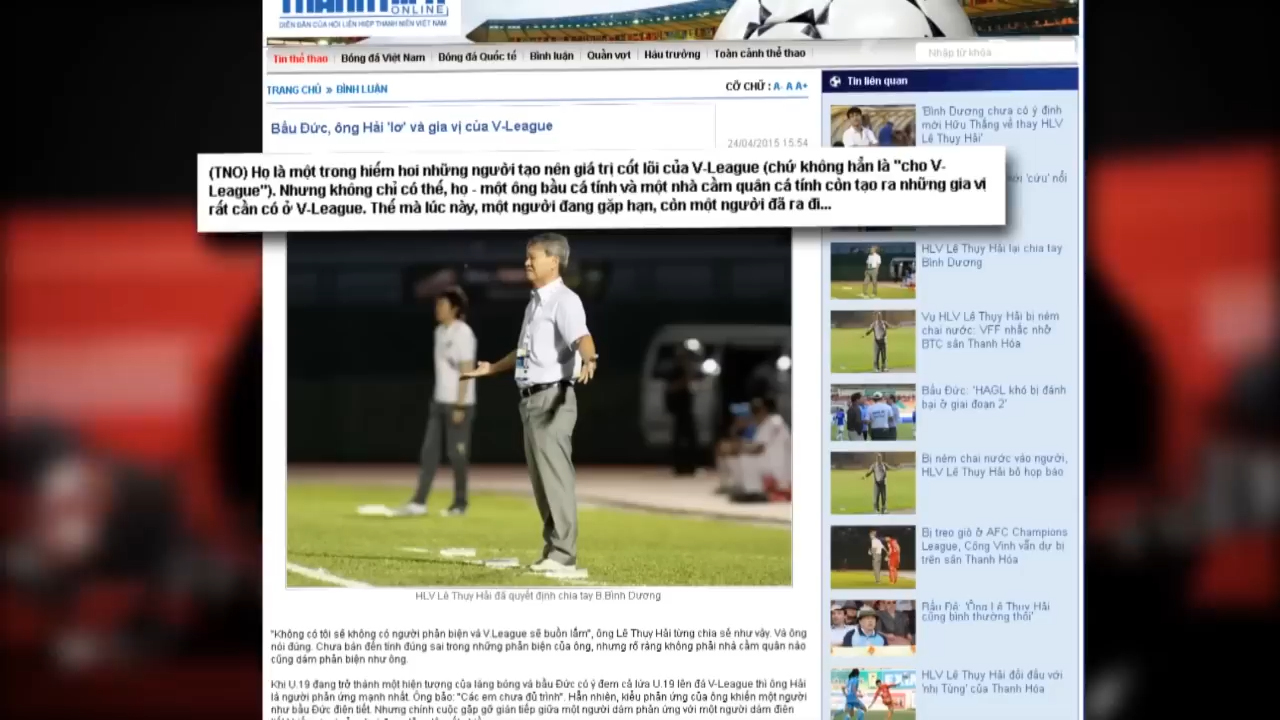 ONLINE
DIỄN ĐÀN CỦA HỘI LIÊN HIỆP THANH NIÊN VIỆT NAM
Tin thể thao
Bóng đá Việt Nam
Bóng đá Quốc tế
Bình luận
Quần vợt
Hậu trường
Toàn cảnh thể thao
Nhập từ khóa
TRANG CHỦ » BÌNH LUẬN
CỠ CHỮ : A- A A+
Bầu Đức, ông Hải 'lơ' và gia vị của V-League
24/04/2015 15:54
(TNO) Họ là một trong hiếm hoi những người tạo nên giá trị cốt lõi của V-League (chứ không hẳn là "cho V-
League"). Nhưng không chỉ có thế, họ - một ông bầu cá tính và một nhà cầm quân cá tính còn tạo ra những gia vị
rất cần có ở V-League. Thế mà lúc này, một người đang gặp hạn, còn một người đã ra đi...
HLV Lê Thụy Hải đã quyết định chia tay B.Bình Dương
"Không có tôi sẽ không có người phản biện và V.League sẽ buồn lắm", ông Lê Thụy Hải từng chia sẻ như vậy. Và ông
nói đúng. Chưa bàn đến tính đúng sai trong những phản biện của ông, nhưng rõ ràng không phải nhà cầm quân nào
cũng dám phản biện như ông.
Khi U.19 đang trở thành một hiện tượng của làng bóng và bầu Đức có ý đem cả lứa U.19 lên đá V-League thì ông Hải
là người phản ứng mạnh nhất. Ông bảo: "Các em chưa đủ trình". Hẳn nhiên, kiểu phản ứng của ông khiến một người
như bầu Đức điên tiết. Nhưng chính cuộc gặp gỡ gián tiếp giữa một người dám phản ứng với một người dám điên
Tin liên quan
'Bình Dương chưa có ý định
mời Hữu Thắng về thay HLV
Lê Thụy Hải'
'cứu' nổi
HLV Lê Thụy Hải lại chia tay
Bình Dương
Vụ HLV Lê Thụy Hải bị ném
chai nước: VFF nhắc nhở
BTC sân Thanh Hóa
Bầu Đức: 'HAGL khó bị đánh
bại ở giai đoạn 2'
Bị ném chai nước vào người,
HLV Lê Thụy Hải bỏ họp báo
Bị treo giò ở AFC Champions
League, Công Vinh vẫn dự bị
trên sân Thanh Hóa
Bầu Đệ: 'Ông Lê Thụy Hải
cũng bình thường thôi'
HLV Lê Thụy Hải đối đầu với
'nhị Tùng' của Thanh Hóa